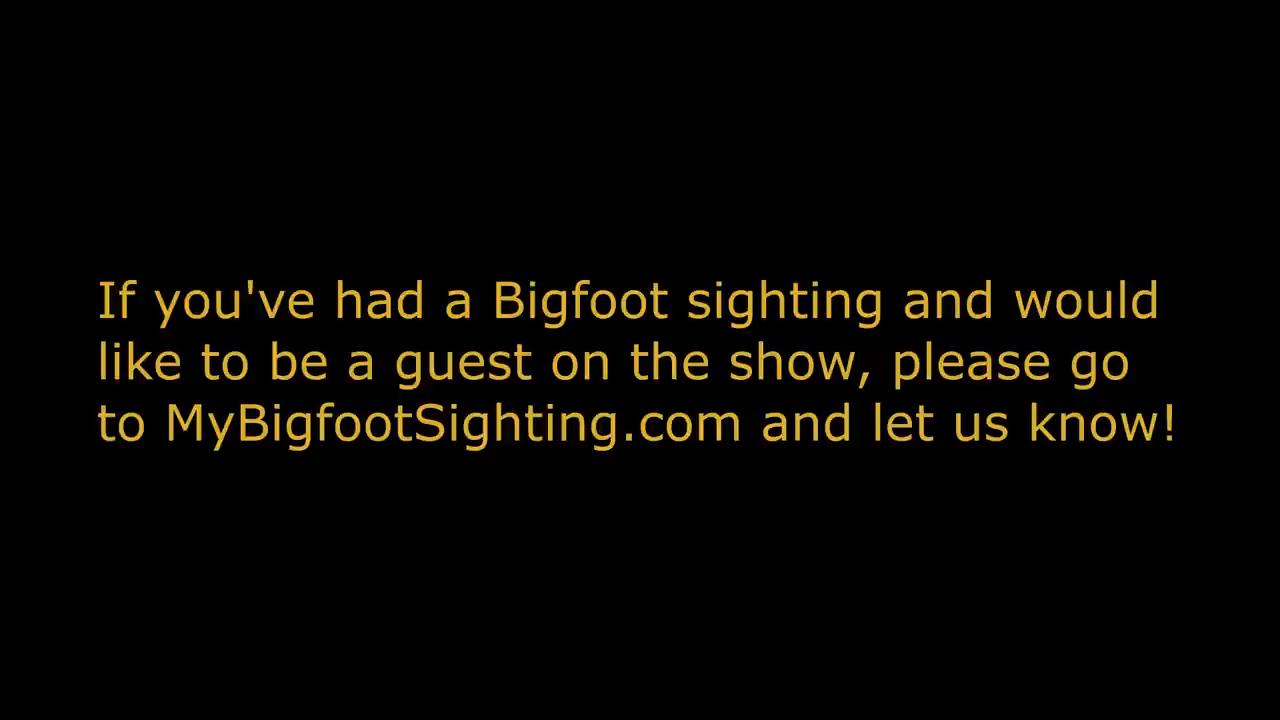 If you've had a Bigfoot sighting and would
like to be a guest on the show, please go
to MyBigfootSighting.com and let us know!